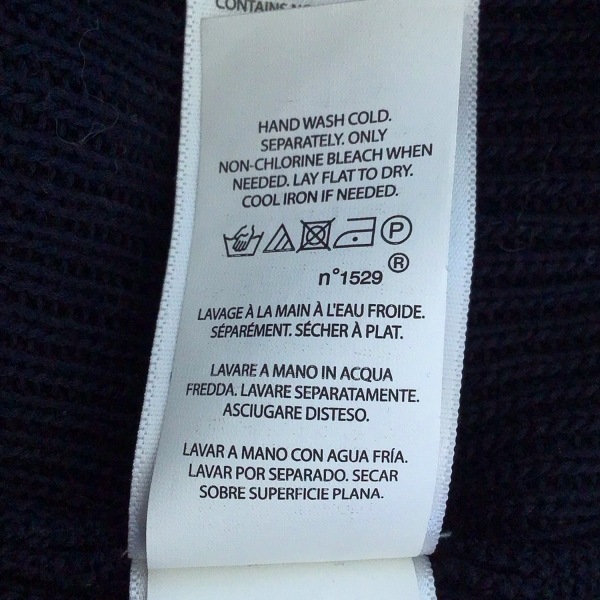 CONTAINS
HAND WASH COLD.
SEPARATELY. ONLY
NON-CHLORINE BLEACH WHEN
NEEDED. LAY FLAT TO DRY.
COOL IRON IF NEEDED.
P
n°1529 ®
LAVAGE À LA MAIN À L'EAU FROIDE.
SÉPARÉMENT. SÉCHER À PLAT.
LAVARE A MANO IN ACQUA
FREDDA. LAVARE SEPARATAMENTE.
ASCIUGARE DISTESO.
LAVAR A MANO CON AGUA FRÍA.
LAVAR POR SEPARADO. SECAR
SOBRE SUPERFICIE PLANA.